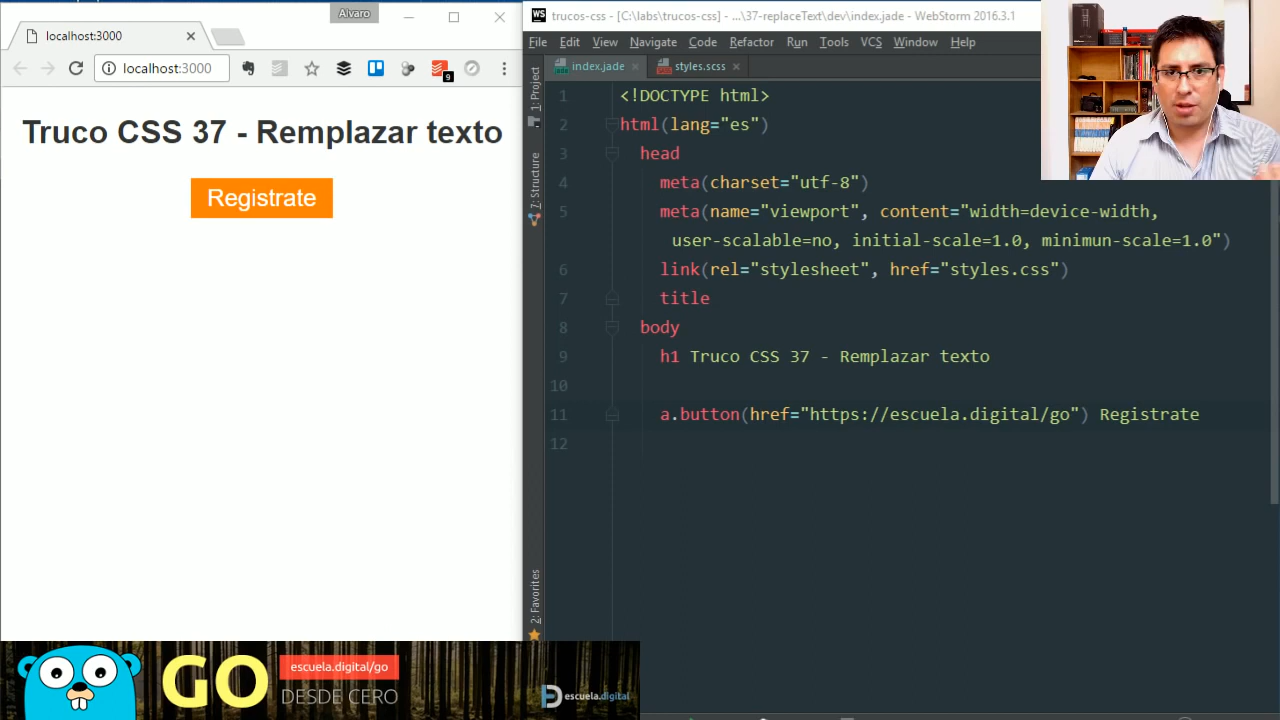 Alvaro
localhost:3000
localhost:3000
9
Truco CSS 37 - Remplazar texto
Registrate
WS trucos-css - [C:\labs\trucos-css] - ...\37-replaceText\dev\index.jade - WebStorm 2016.3.1
File Edit View Navigate Code Refactor Run Tools VCS Window Help
index.jade
styles.scss
1: Project
7: Structure
2: Favorites
1 <!DOCTYPE html>
2 html(lang="es")
3 head
4 meta(charset="utf-8")
5 meta(name="viewport", content="width=device-width,
user-scalable=no, initial-scale=1.0, minimun-scale=1.0")
6 link(rel="stylesheet", href="styles.css")
7 title
8 body
9 h1 Truco CSS 37 - Remplazar texto
10
11 a.button(href="https://escuela.digital/go") Registrate
12
GO
escuela.digital/go
DESDE CERO
escuela.digital